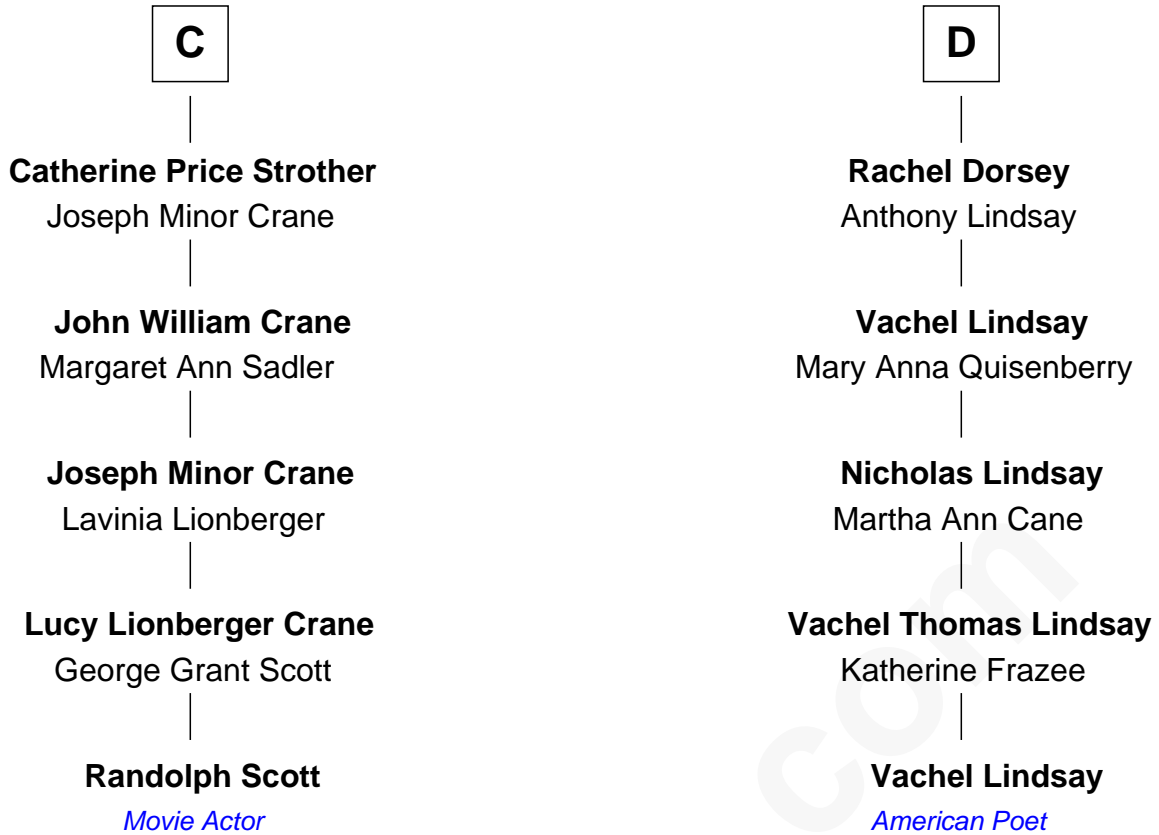 C
Catherine Price Strother
Joseph Minor Crane
John William Crane
Margaret Ann Sadler
Joseph Minor Crane
Lavinia Lionberger
Lucy Lionberger Crane
George Grant Scott
Randolph Scott
Movie Actor
D
Rachel Dorsey
Anthony Lindsay
Vachel Lindsay
Mary Anna Quisenberry
Nicholas Lindsay
Martha Ann Cane
Vachel Thomas Lindsay
Katherine Frazee
Vachel Lindsay
American Poet
com